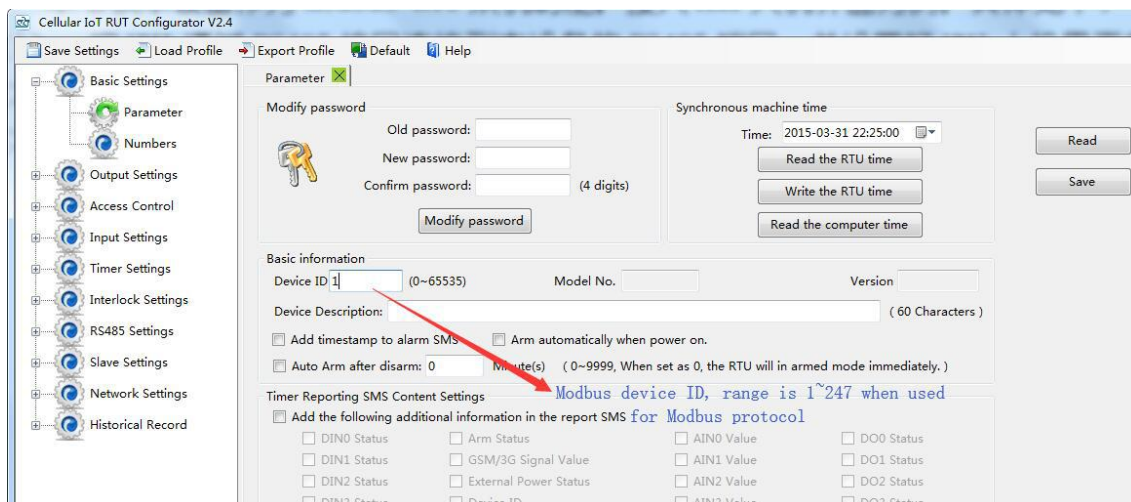 Cellular IoT RUT Configurator V2.4
Save Settings Load Profile Export Profile Default Help
Basic Settings
Parameter
Numbers
Output Settings
Access Control
Input Settings
Timer Settings
Interlock Settings
RS485 Settings
Slave Settings
Network Settings
Historical Record
Parameter
Modify password
Old password:
New password:
Confirm password: (4 digits)
Modify password
Synchronous machine time
Time: 2015-03-31 22:25:00
Read the RTU time
Write the RTU time
Read the computer time
Read
Save
Basic information
Device ID 1 (0~65535) Model No. Version
Device Description: ( 60 Characters )
Add timestamp to alarm SMS Arm automatically when power on.
Auto Arm after disarm: 0 Minute(s) ( 0~9999, When set as 0, the RTU will in armed mode immediately. )
Modbus device ID, range is 1~247 when used
for Modbus protocol
Timer Reporting SMS Content Settings
Add the following additional information in the report SMS
DIN0 Status Arm Status AIN0 Value DO0 Status
DIN1 Status GSM/3G Signal Value AIN1 Value DO1 Status
DIN2 Status External Power Status AIN2 Value DO2 Status
DIN3 Status Device ID AIN3 Value DO3 Status